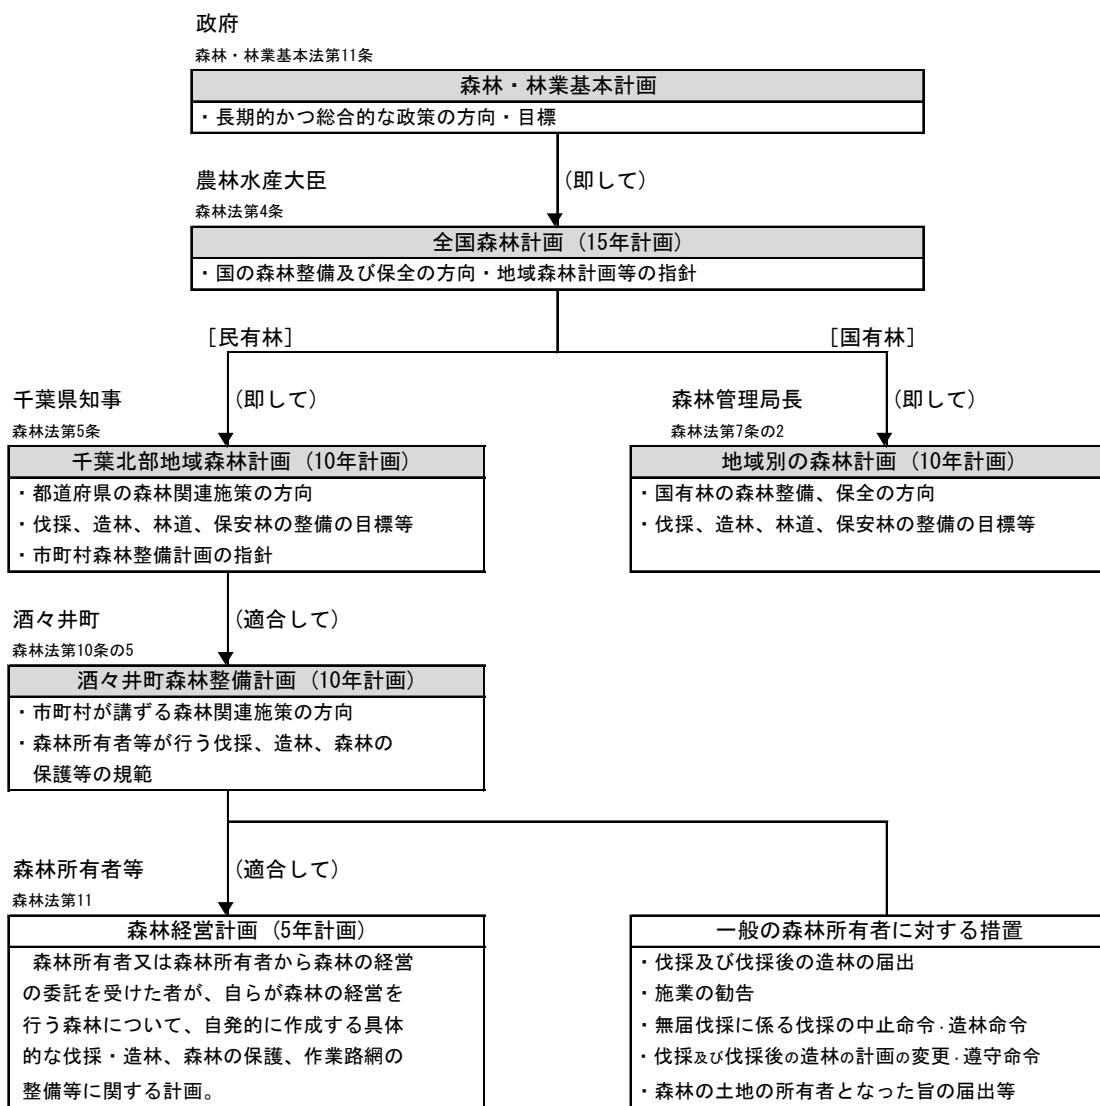 政府
森林・林業基本法第11条
森林・林業基本計画
・長期的かつ総合的な政策の方向・目標
農林水産大臣
(即して)
森林法第4条
全国森林計画（15年計画）
・国の森林整備及び保全の方向・地域森林計画等の指針
［民有林］
［国有林］
千葉県知事
(即して)
森林法第5条
千葉北部地域森林計画（10年計画）
・都道府県の森林関連施策の方向
・伐採、造林、林道、保安林の整備の目標等
・市町村森林整備計画の指針
森林管理局長
(即して)
森林法第7条の2
地域別の森林計画（10年計画）
・国有林の森林整備、保全の方向
・伐採、造林、林道、保安林の整備の目標等
酒々井町
(適合して)
森林法第10条の5
酒々井町森林整備計画（10年計画）
・市町村が講ずる森林関連施策の方向
・森林所有者等が行う伐採、造林、森林の
保護等の規範
森林所有者等
(適合して)
森林法第11
森林経営計画（5年計画）
森林所有者又は森林所有者から森林の経営
の委託を受けた者が、自らが森林の経営を
行う森林について、自発的に作成する具体
的な伐採・造林、森林の保護、作業路網の
整備等に関する計画。
一般の森林所有者に対する措置
・伐採及び伐採後の造林の届出
・施業の勧告
・無届伐採に係る伐採の中止命令・造林命令
・伐採及び伐採後の造林の計画の変更・遵守命令
・森林の土地の所有者となった旨の届出等